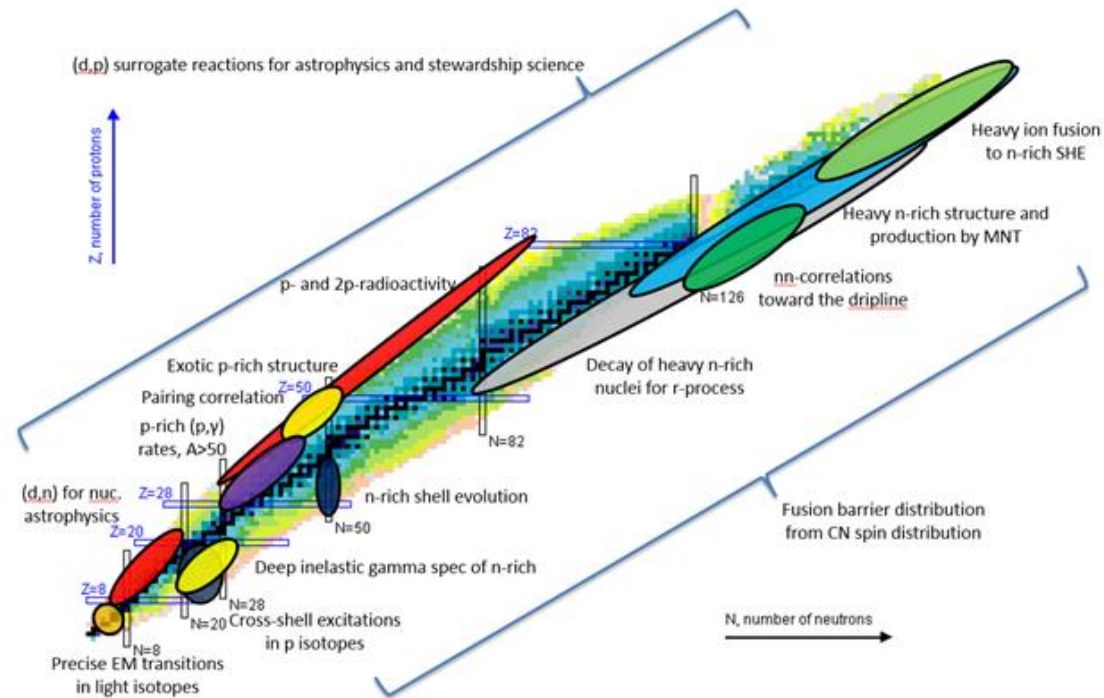 (d,p) surrogate reactions for astrophysics and stewardship science
Z, number of protons
Heavy ion fusion
to n-rich SHE
Z=82
Heavy n-rich structure and
production by MNT
p- and 2p-radioactivity
nn-correlations
toward the dripline
N=126
Exotic p-rich structure
Decay of heavy n-rich
nuclei for r-process
Z=50
Pairing correlation
p-rich (p,γ)
rates, A>50
N=82
(d,n) for nuc.
astrophysics
Z=28
n-rich shell evolution
N=50
Fusion barrier distribution
from CN spin distribution
Z=20
Deep inelastic gamma spec of n-rich
Z=8
N=28
N=20
Cross-shell excitations
in p isotopes
N, number of neutrons
N=8
Precise EM transitions
in light isotopes